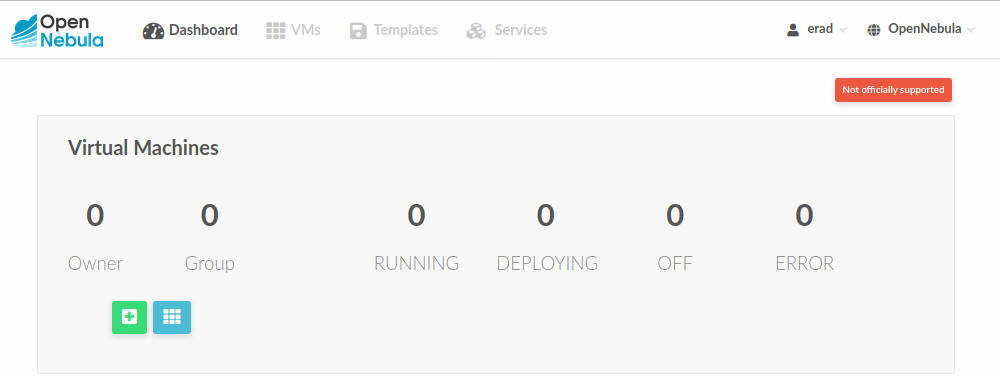 Open
Nebula
Dashboard VMs Templates Services erad OpenNebula
Not officially supported
Virtual Machines
0 0 0 0 0 0
Owner Group RUNNING DEPLOYING OFF ERROR